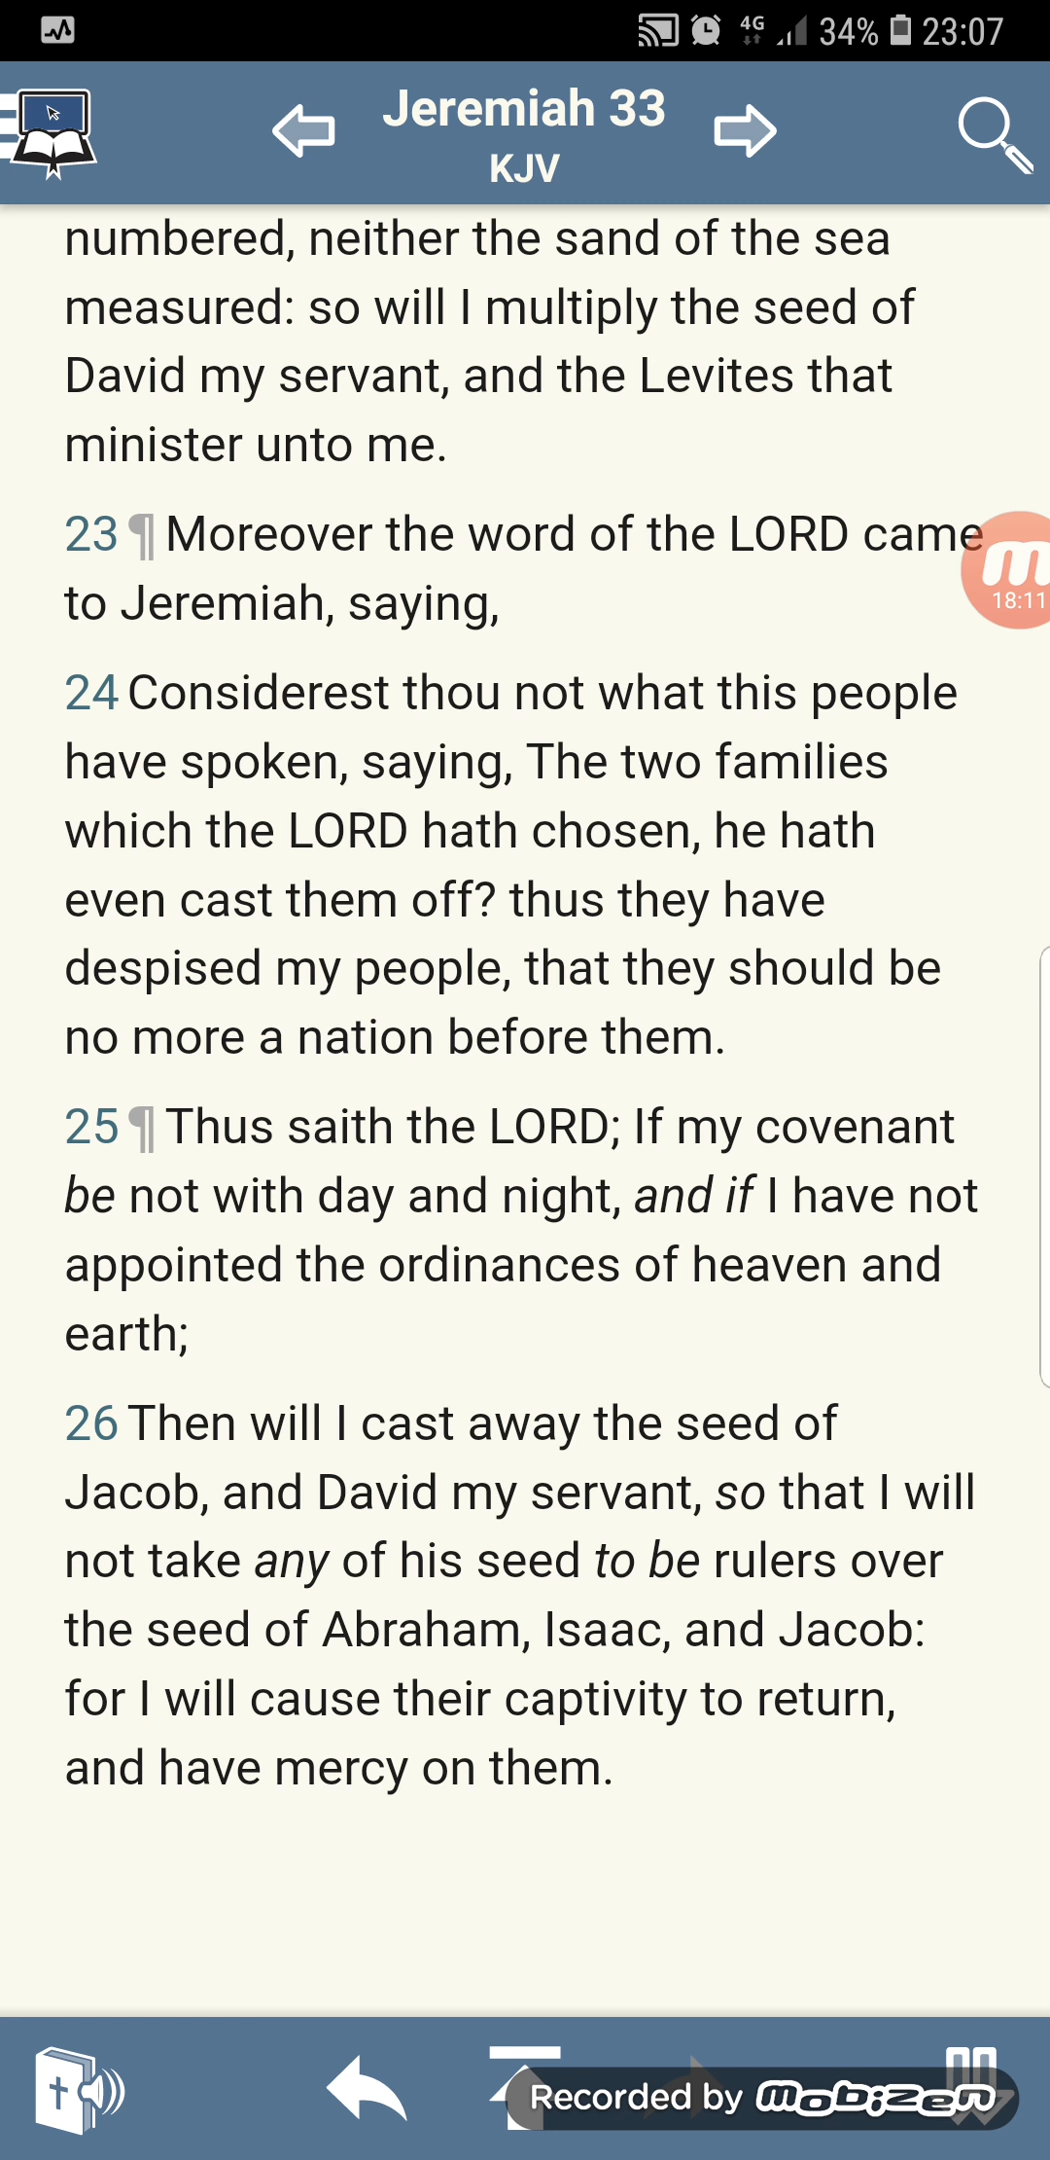 4G 34% 23:07
Jeremiah 33
KJV
numbered, neither the sand of the sea
measured: so will I multiply the seed of
David my servant, and the Levites that
minister unto me.
23 ¶ Moreover the word of the LORD came
to Jeremiah, saying,
m
18:11
24 Considerest thou not what this people
have spoken, saying, The two families
which the LORD hath chosen, he hath
even cast them off? thus they have
despised my people, that they should be
no more a nation before them.
25 ¶ Thus saith the LORD; If my covenant
be not with day and night, and if I have not
appointed the ordinances of heaven and
earth;
26 Then will I cast away the seed of
Jacob, and David my servant, so that I will
not take any of his seed to be rulers over
the seed of Abraham, Isaac, and Jacob:
for I will cause their captivity to return,
and have mercy on them.
Recorded by mobizen